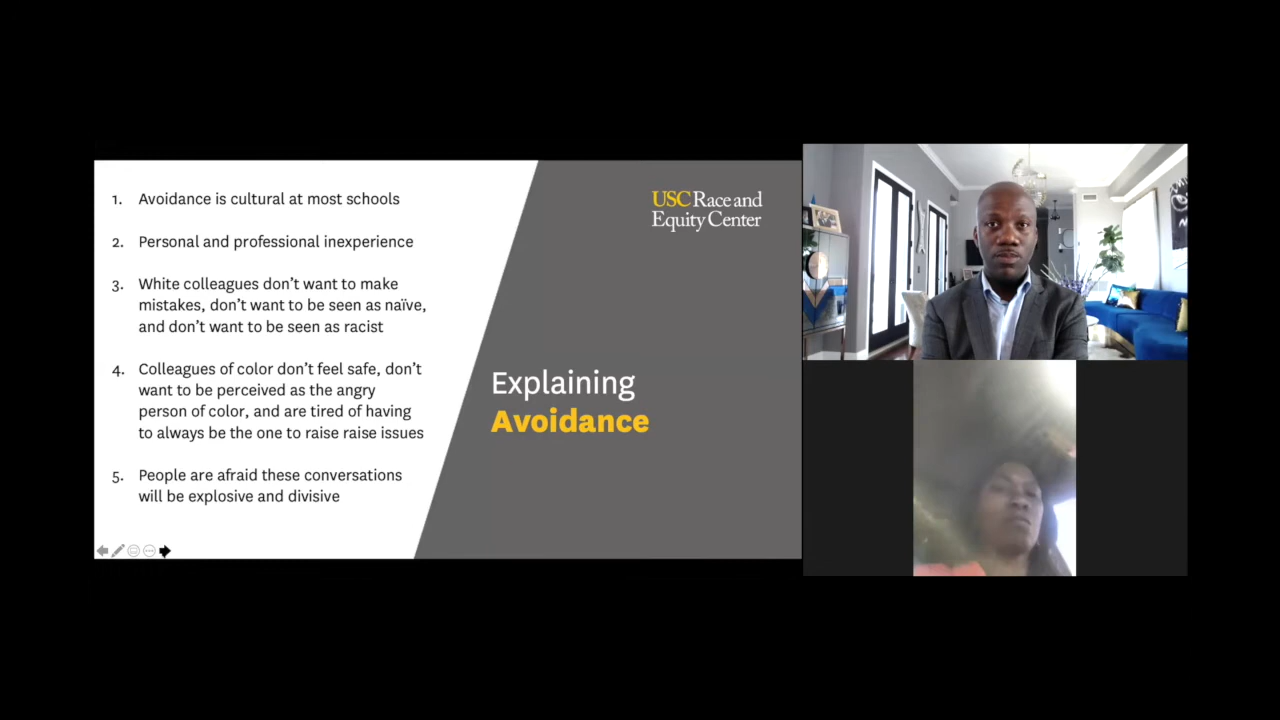 1. Avoidance is cultural at most schools
2. Personal and professional inexperience
3. White colleagues don’t want to make
mistakes, don’t want to be seen as naïve,
and don’t want to be seen as racist
4. Colleagues of color don’t feel safe, don’t
want to be perceived as the angry
person of color, and are tired of having
to always be the one to raise raise issues
5. People are afraid these conversations
will be explosive and divisive
USC Race and
Equity Center
Explaining
Avoidance